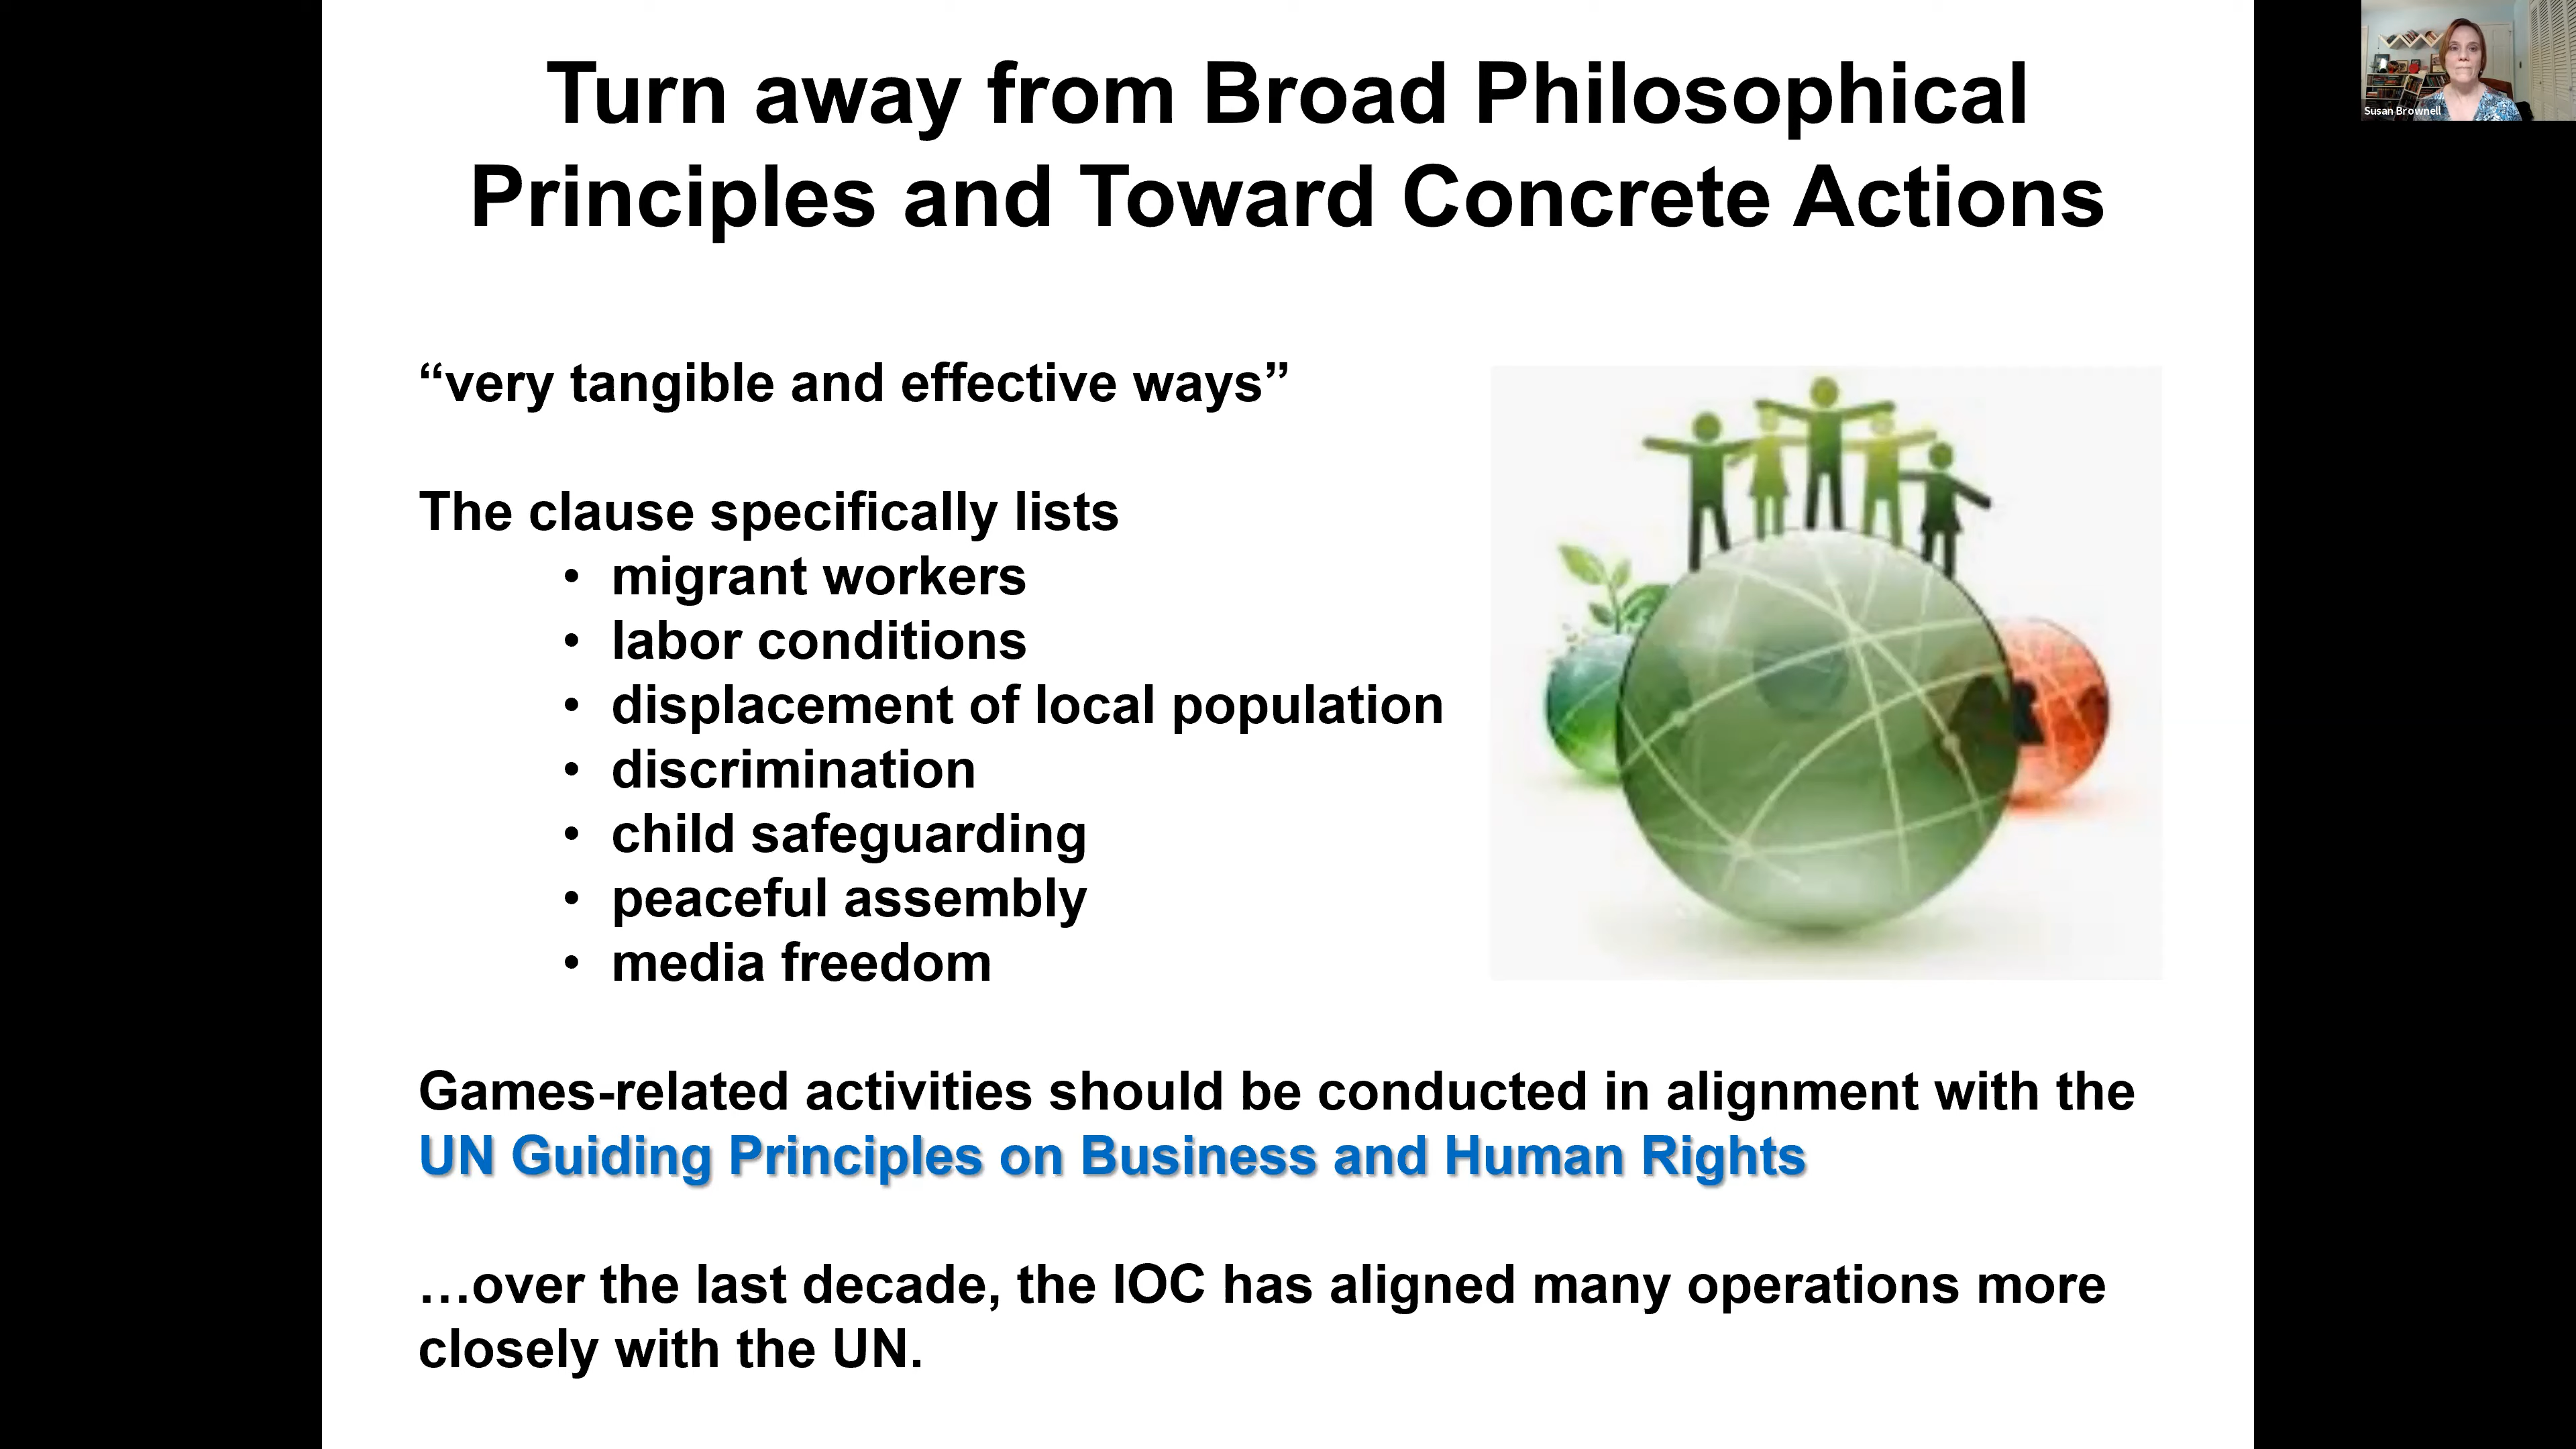 Turn away from Broad Philosophical
Principles and Toward Concrete Actions
Susan Brownell
“very tangible and effective ways”
The clause specifically lists
• migrant workers
• labor conditions
• displacement of local population
• discrimination
• child safeguarding
• peaceful assembly
• media freedom
Games-related activities should be conducted in alignment with the
UN Guiding Principles on Business and Human Rights
…over the last decade, the IOC has aligned many operations more
closely with the UN.